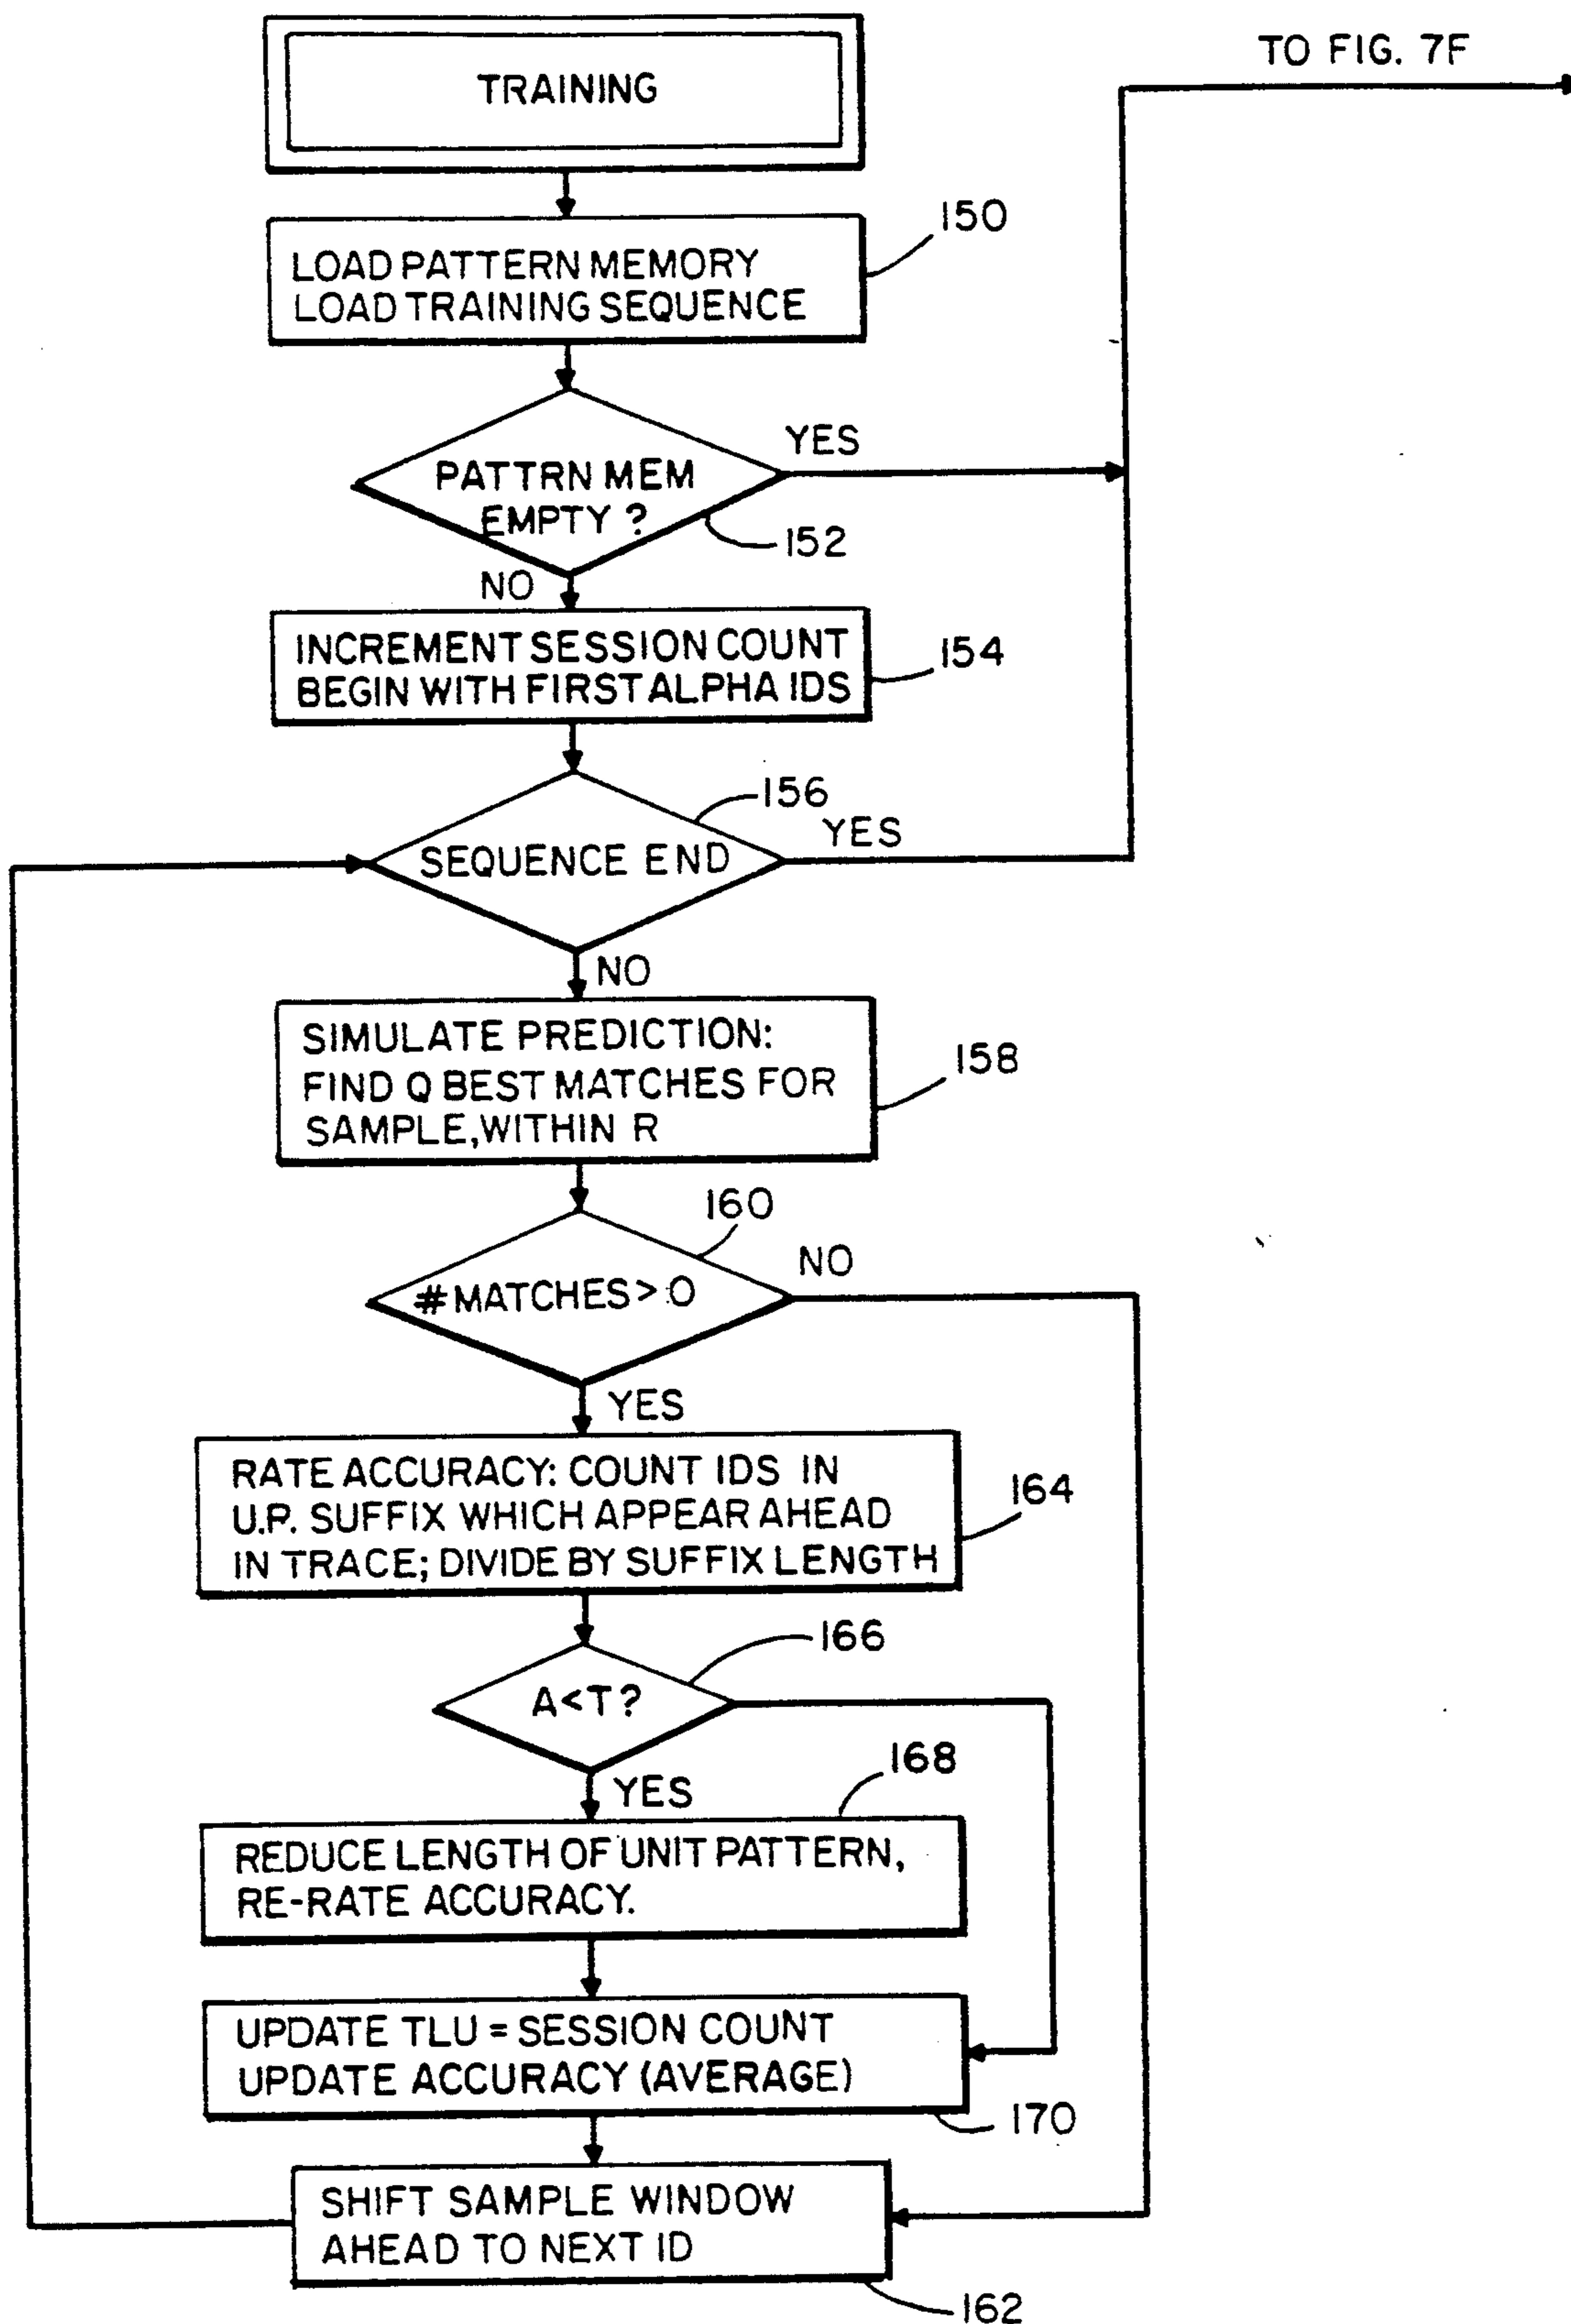 TO FIG. 7F
TRAINING
150
LOAD PATTERN MEMORY
LOAD TRAINING SEQUENCE
YES
PATTRN MEM
EMPTY ?
152
NO
INCREMENT SESSION COUNT
BEGIN WITH FIRST ALPHA IDS
154
156
YES
SEQUENCE END
NO
SIMULATE PREDICTION:
FIND Q BEST MATCHES FOR
SAMPLE, WITHIN R
158
160
NO
#MATCHES > 0
YES
RATE ACCURACY: COUNT IDS IN
U.P. SUFFIX WHICH APPEAR AHEAD
IN TRACE; DIVIDE BY SUFFIX LENGTH
164
166
A<T?
168
YES
REDUCE LENGTH OF UNIT PATTERN,
RE-RATE ACCURACY.
UPDATE TLU = SESSION COUNT
UPDATE ACCURACY (AVERAGE)
170
SHIFT SAMPLE WINDOW
AHEAD TO NEXT ID
162